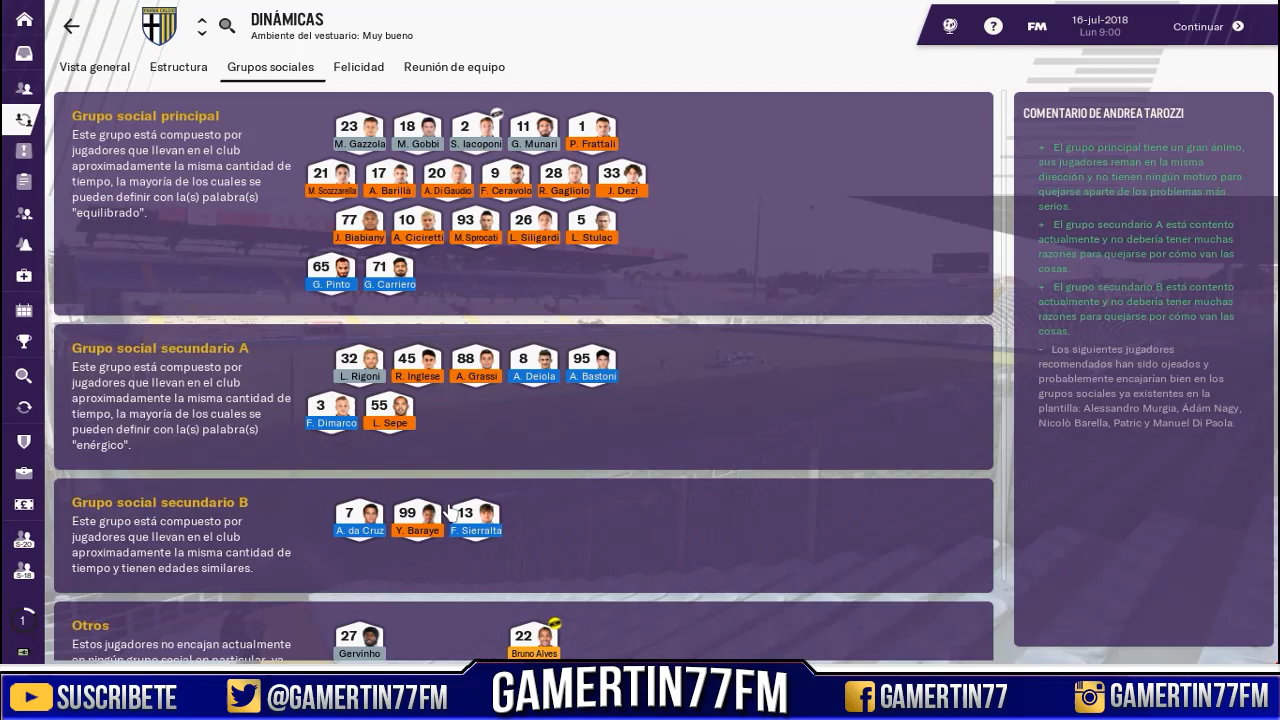 DINÁMICAS
Ambiente del vestuario: Muy bueno
16-jul-2018
Lun 9:00
FM
?
Continuar
Vista general Estructura Grupos sociales Felicidad Reunión de equipo
Grupo social principal
Este grupo está compuesto por
jugadores que llevan en el club
aproximadamente la misma cantidad de
tiempo, la mayoría de los cuales se
pueden definir con la(s) palabra(s)
"equilibrado".
23 18 2 11 1
M. Gazzola M. Gobbi S. Iacoponi G. Munari P. Frattali
21 17 20 9 28 33
M. Scozzarella A. Barillà A. Di Gaudio F. Ceravolo R. Gagliolo J. Dezi
77 10 93 26 5
J. Biabiany A. Ciciretti M. Sprocati L. Siligardi L. Stulac
65 71
G. Pinto G. Carriero
Grupo social secundario A
Este grupo está compuesto por
jugadores que llevan en el club
aproximadamente la misma cantidad de
tiempo, la mayoría de los cuales se
pueden definir con la(s) palabra(s)
"enérgico".
32 45 88 8 95
L. Rigoni R. Inglese A. Grassi A. Deiola A. Bastoni
3 55
F. Dimarco L. Sepe
Grupo social secundario B
Este grupo está compuesto por
jugadores que llevan en el club
aproximadamente la misma cantidad de
tiempo y tienen edades similares.
7 99 13
A. da Cruz Y. Baraye F. Sierralta
Otros
Estos jugadores no encajan actualmente
27 22
Gervinho Bruno Alves
COMENTARIO DE ANDREA TAROZZI
+ El grupo principal tiene un gran ánimo,
sus jugadores reman en la misma
dirección y no tienen ningún motivo para
quejarse aparte de los problemas más
serios.
+ El grupo secundario A está contento
actualmente y no debería tener muchas
razones para quejarse por cómo van las
cosas.
+ El grupo secundario B está contento
actualmente y no debería tener muchas
razones para quejarse por cómo van las
cosas.
- Los siguientes jugadores
recomendados han sido ojeados y
probablemente encajarían bien en los
grupos sociales ya existentes en la
plantilla: Alessandro Murgia, Ádám Nagy,
Nicolò Barella, Patric y Manuel Di Paola.
S-20
S-18
1
SUSCRIBETE @GAMERTIN77FM GAMERTIN77FM GAMERTIN77 GAMERTIN77FM